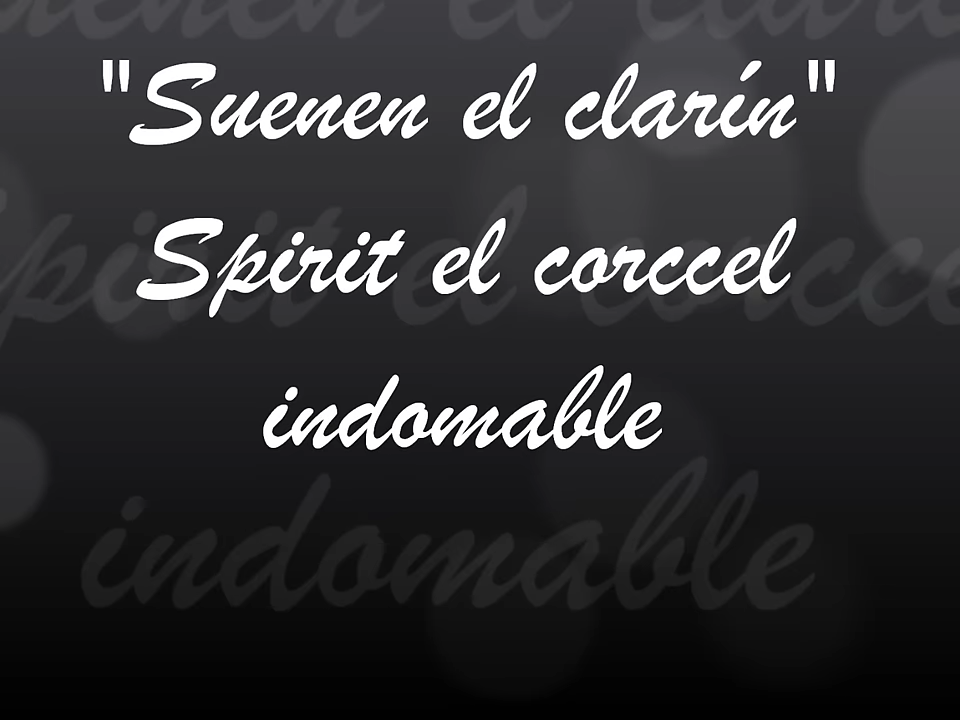 "Suenen el clarín"
Spirit el corccel
indomable